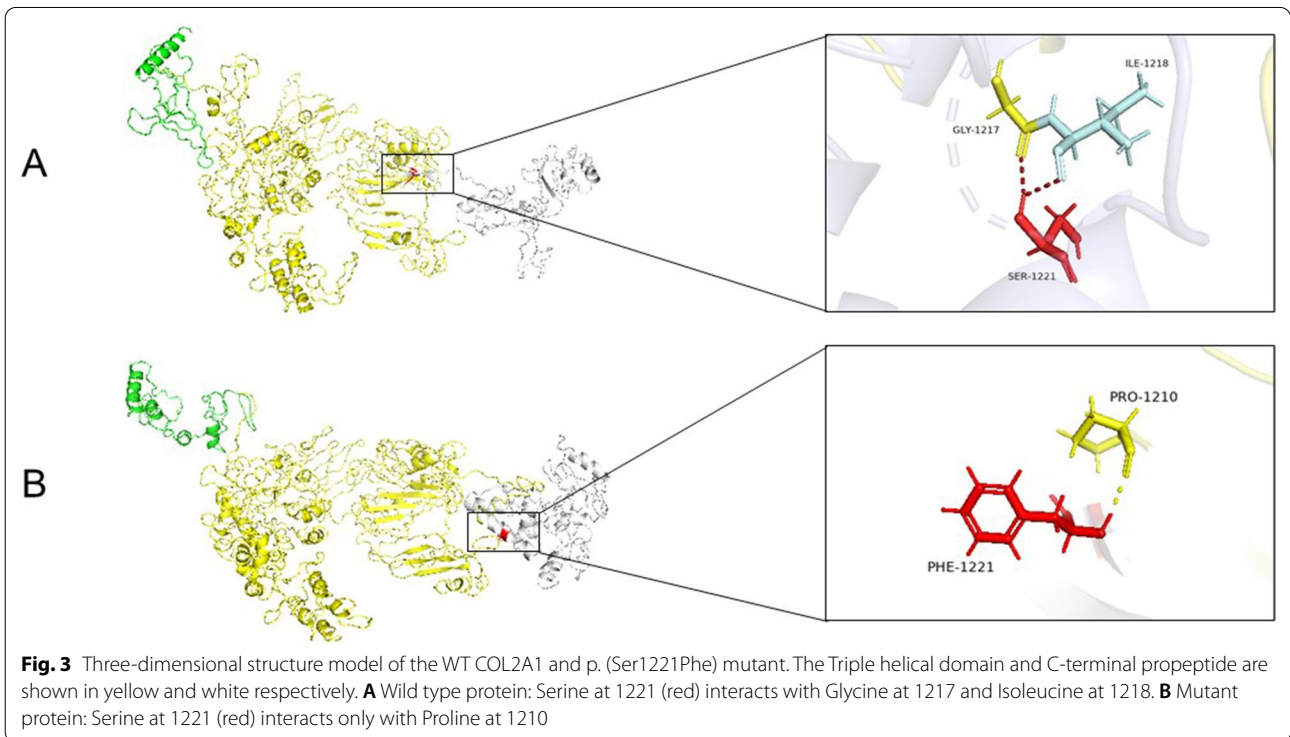 A
ILE-1218
GLY-1217
SER-1221
B
PRO-1210
PHE-1221
Fig. 3 Three-dimensional structure model of the WT COL2A1 and p. (Ser1221Phe) mutant. The Triple helical domain and C-terminal propeptide are
shown in yellow and white respectively. A Wild type protein: Serine at 1221 (red) interacts with Glycine at 1217 and Isoleucine at 1218. B Mutant
protein: Serine at 1221 (red) interacts only with Proline at 1210